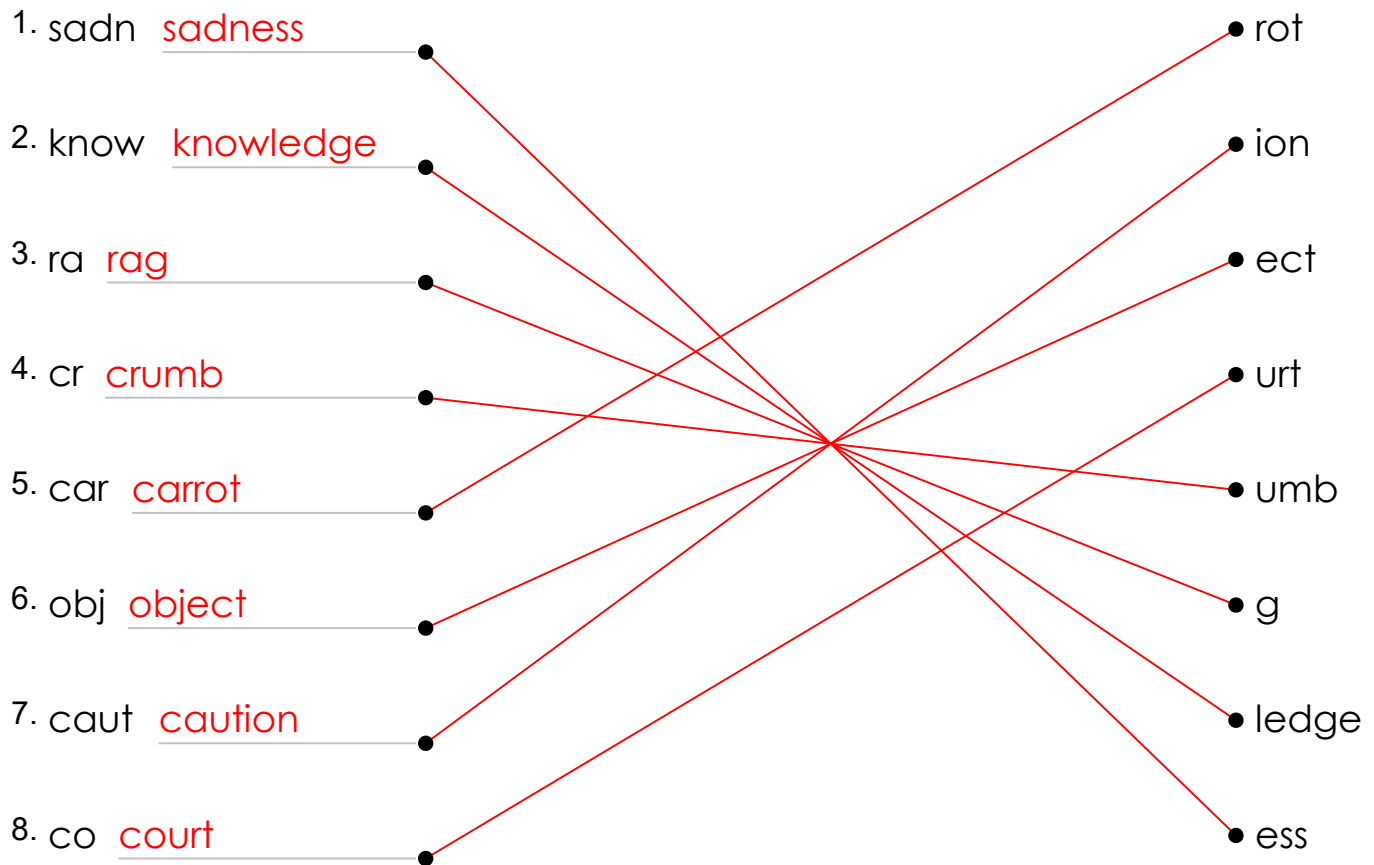 1. sadn sadness rot
2. know knowledge ion
3. ra rag ect
4. cr crumb urt
5. car carrot umb
6. obj object g
7. caut caution ledge
8. co court ess